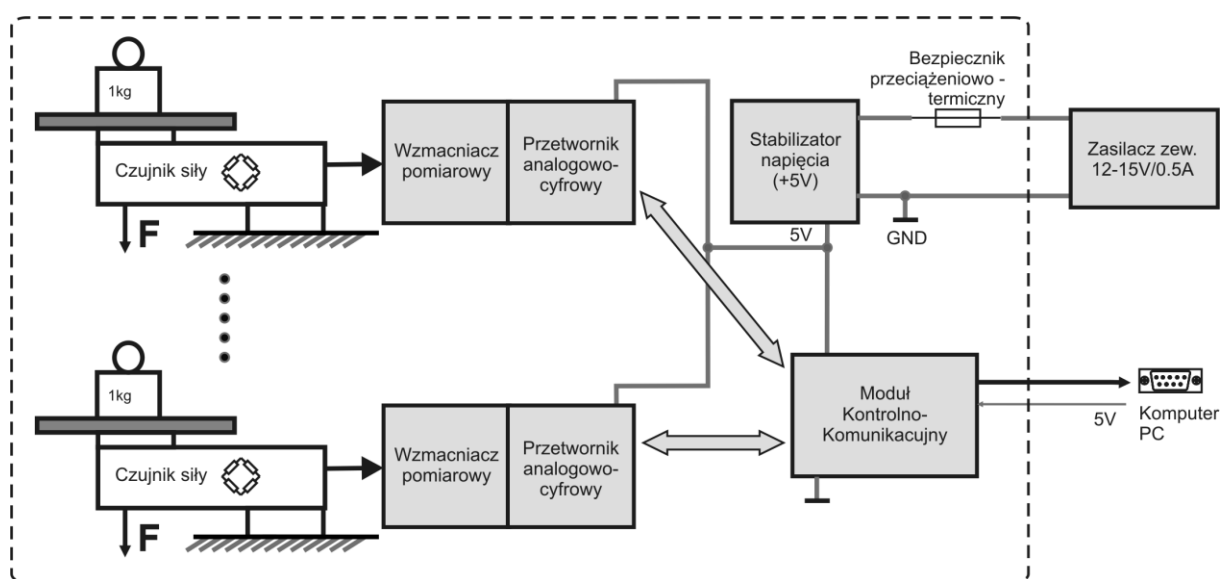 1kg
Czujnik siły
F
Wzmacniacz
pomiarowy
Przetwornik
analogowo-
cyfrowy
Stabilizator
napięcia
(+5V)
5V
Bezpiecznik
przeciążeniowo -
termiczny
GND
Zasilacz zew.
12-15V/0.5A
1kg
Czujnik siły
F
Wzmacniacz
pomiarowy
Przetwornik
analogowo-
cyfrowy
Moduł
Kontrolno-
Komunikacujny
5V
Komputer
PC